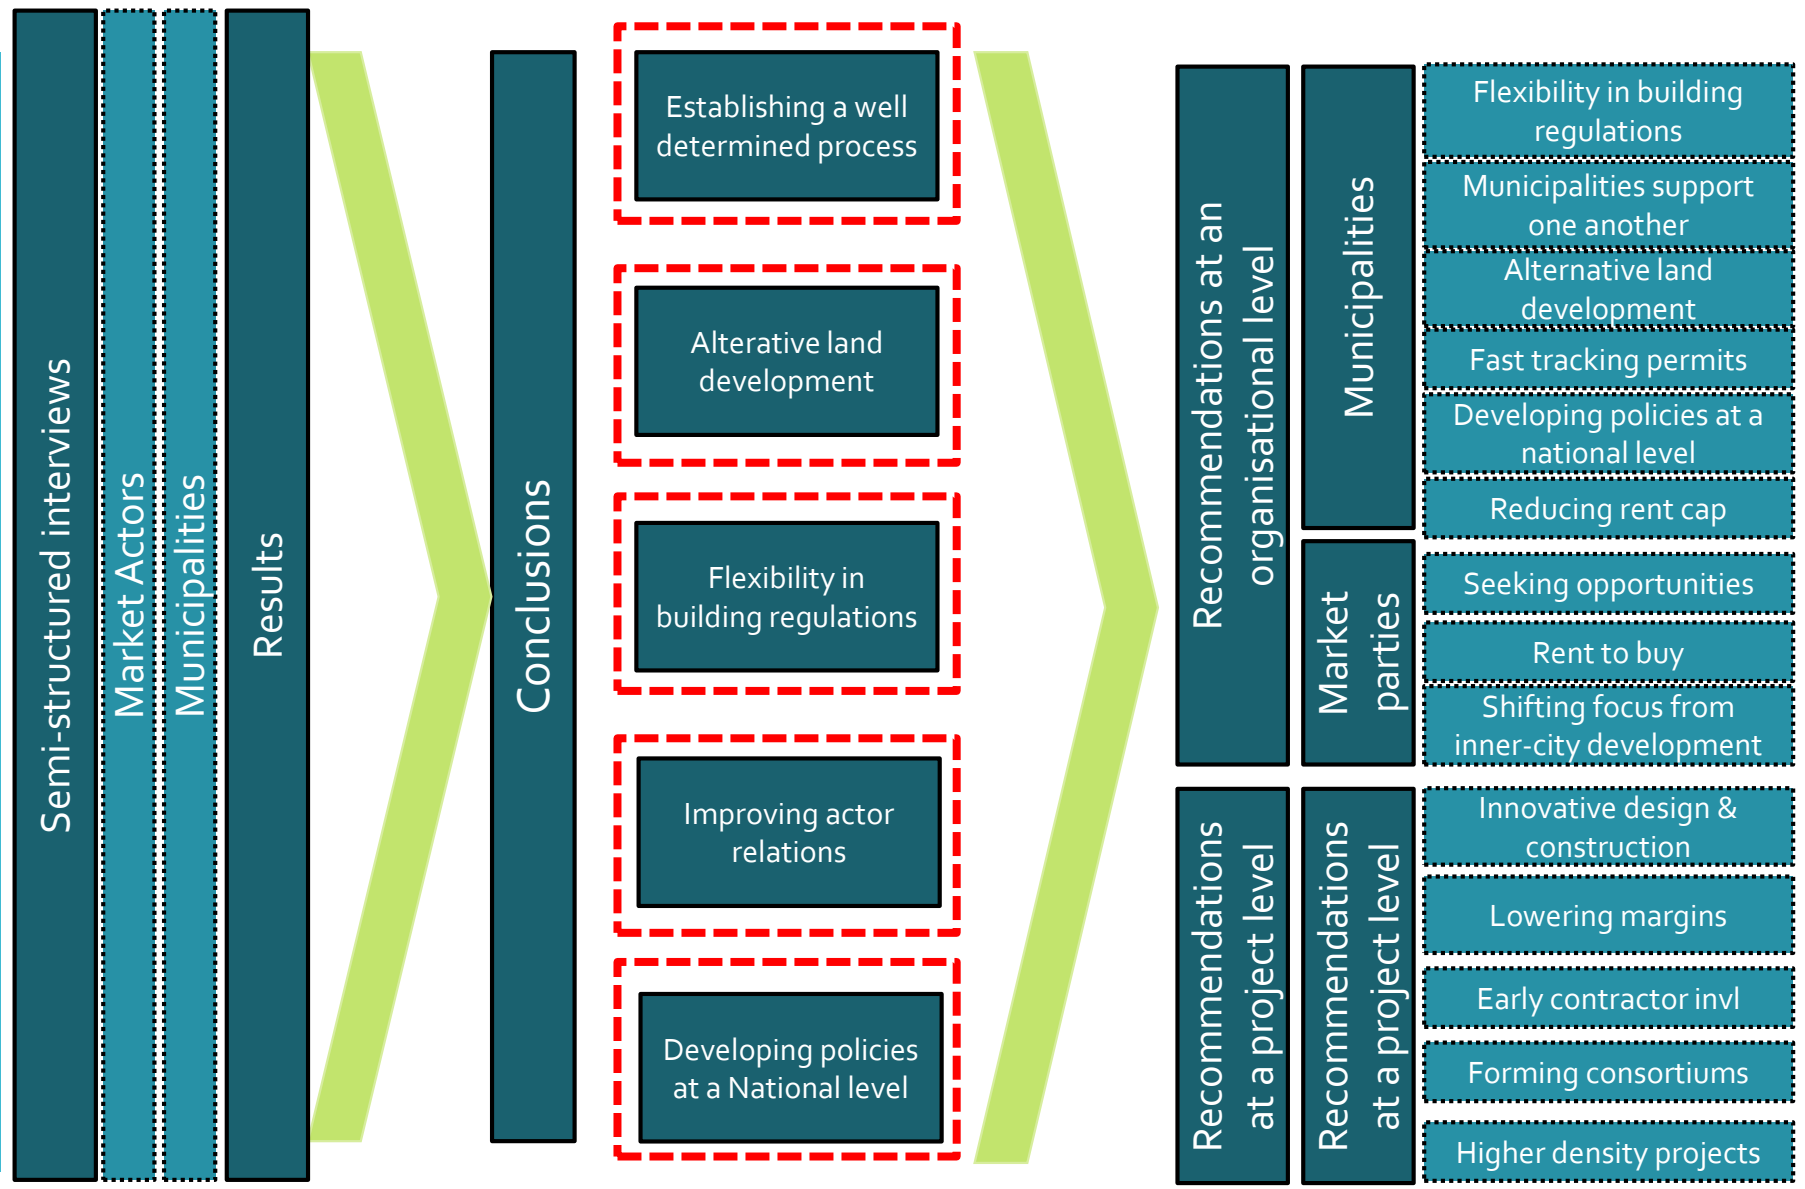 Semi-structured interviews
Market Actors
Municipalities
Results
Conclusions
Establishing a well
determined process
Alterative land
development
Flexibility in
building regulations
Improving actor
relations
Developing policies
at a National level
Recommendations at an
organisational level
Municipalities
Flexibility in building
regulations
Municipalities support
one another
Alternative land
development
Fast tracking permits
Developing policies at a
national level
Reducing rent cap
Market
parties
Seeking opportunities
Rent to buy
Shifting focus from
inner-city development
Recommendations
at a project level
Recommendations
at a project level
Innovative design &
construction
Lowering margins
Early contractor invl
Forming consortiums
Higher density projects